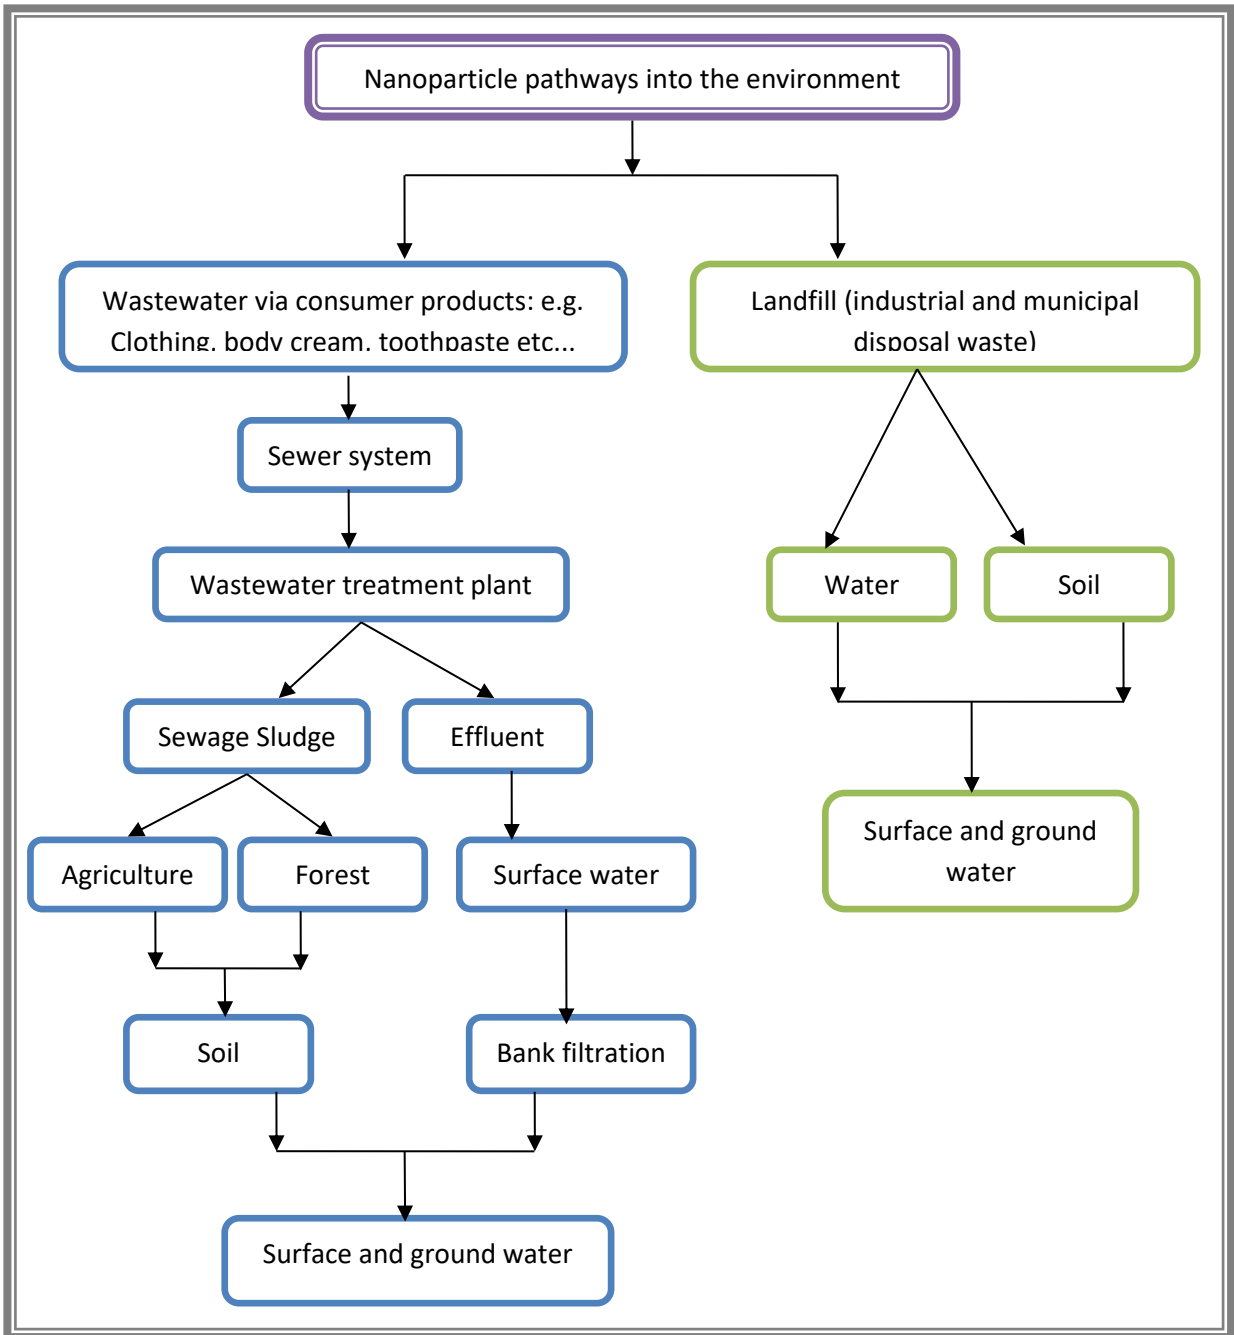 Nanoparticle pathways into the environment
Wastewater via consumer products: e.g.
Clothing, body cream, toothpaste etc...
Landfill (industrial and municipal
disposal waste)
Sewer system
Wastewater treatment plant
Water
Soil
Sewage Sludge
Effluent
Surface and ground
water
Agriculture
Forest
Surface water
Soil
Bank filtration
Surface and ground water